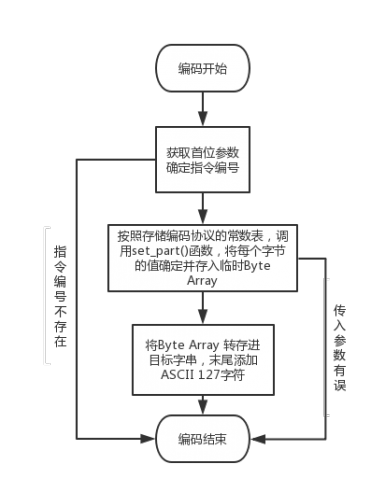 编码开始
获取首位参数
确定指令编号
按照存储编码协议的常数表，调
用set_part()函数，将每个字节
的值确定并存入临时Byte
Array
指令编号不存在
传入参数有误
将Byte Array 转存进
目标字串，末尾添加
ASCII 127字符
编码结束